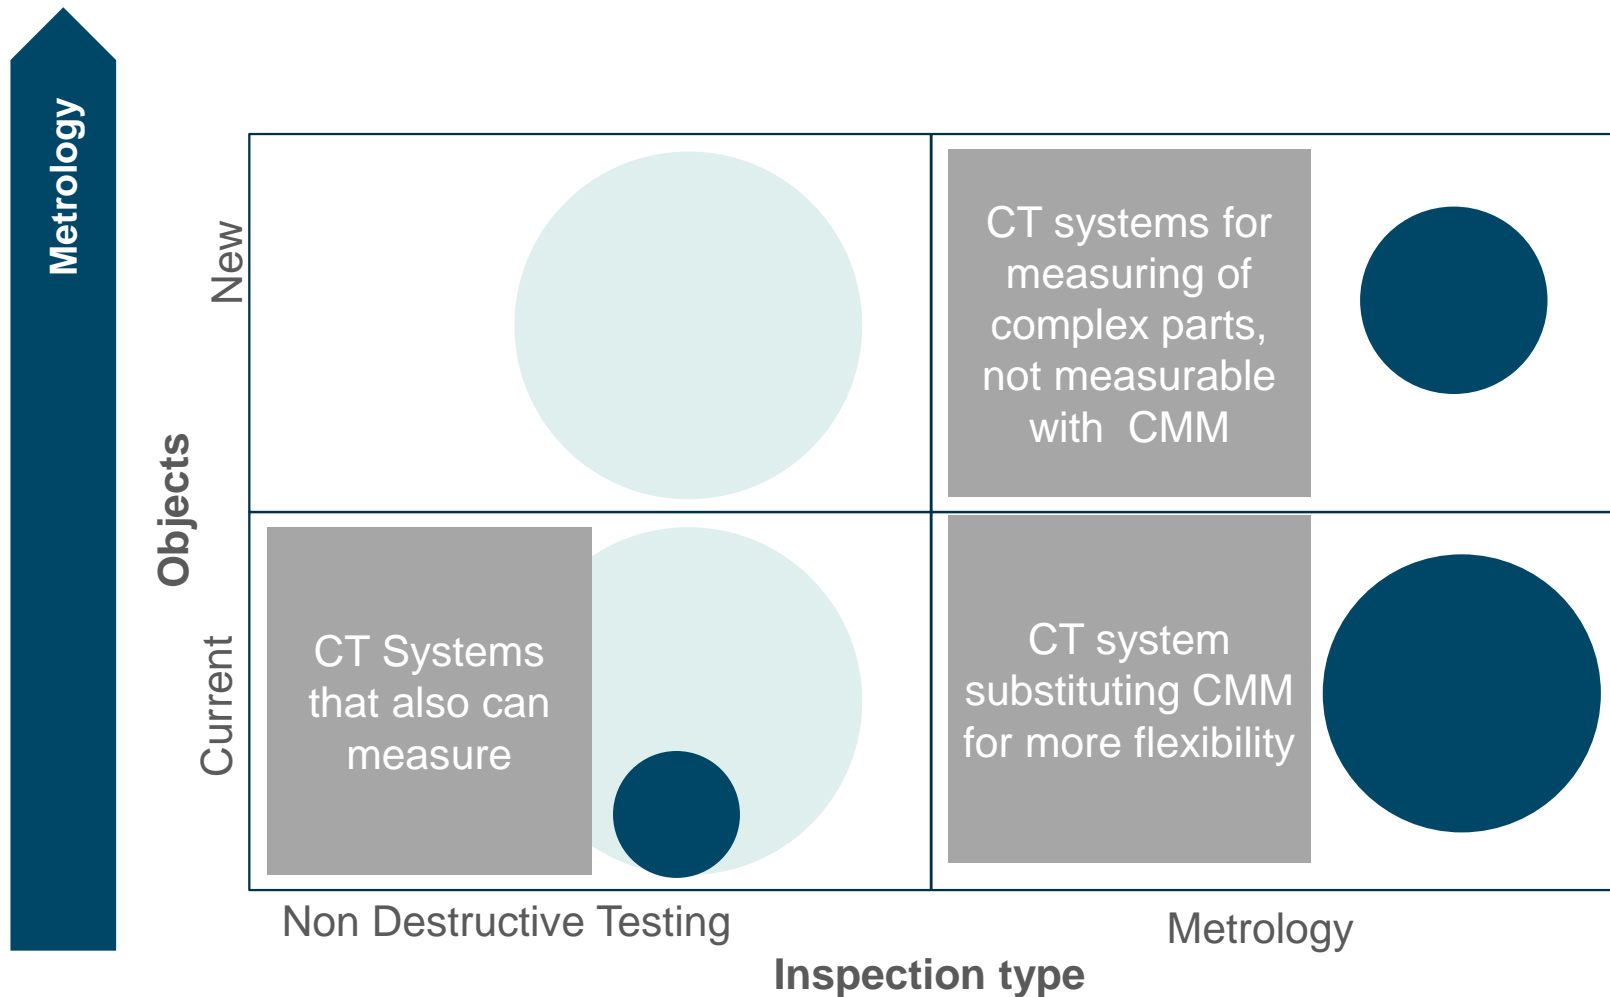 Metrology
Objects
New
CT systems for
measuring of
complex parts,
not measurable
with  CMM
Current
CT Systems
that also can
measure
CT system
substituting CMM
for more flexibility
Non Destructive Testing
Metrology
Inspection type